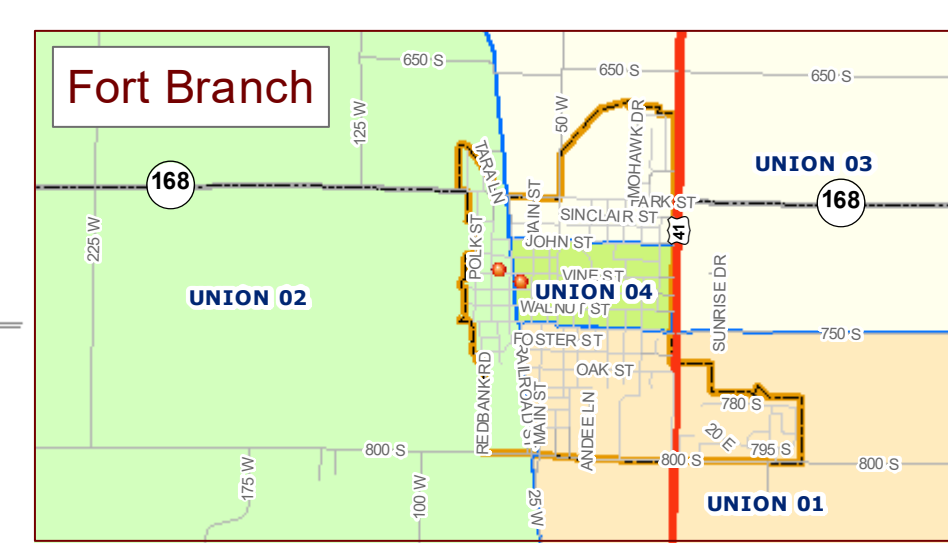 Fort Branch
650 S
650 S
650 S
125 W
50 W
MOHAWK DR
TARA LN
UNION 03
168
168
225 W
AIN ST
ARK ST
SINCLAIR ST
41
POLK ST
JOHN ST
SUNRISE DR
VINE ST
UNION 02
UNION 04
WALNUT ST
750 S
FOSTER ST
OAK ST
REDBANK RD
RAILROAD ST
MAIN ST
ANDEE LN
780 S
20 E
795 S
800 S
800 S
800 S
175 W
100 W
25 W
UNION 01